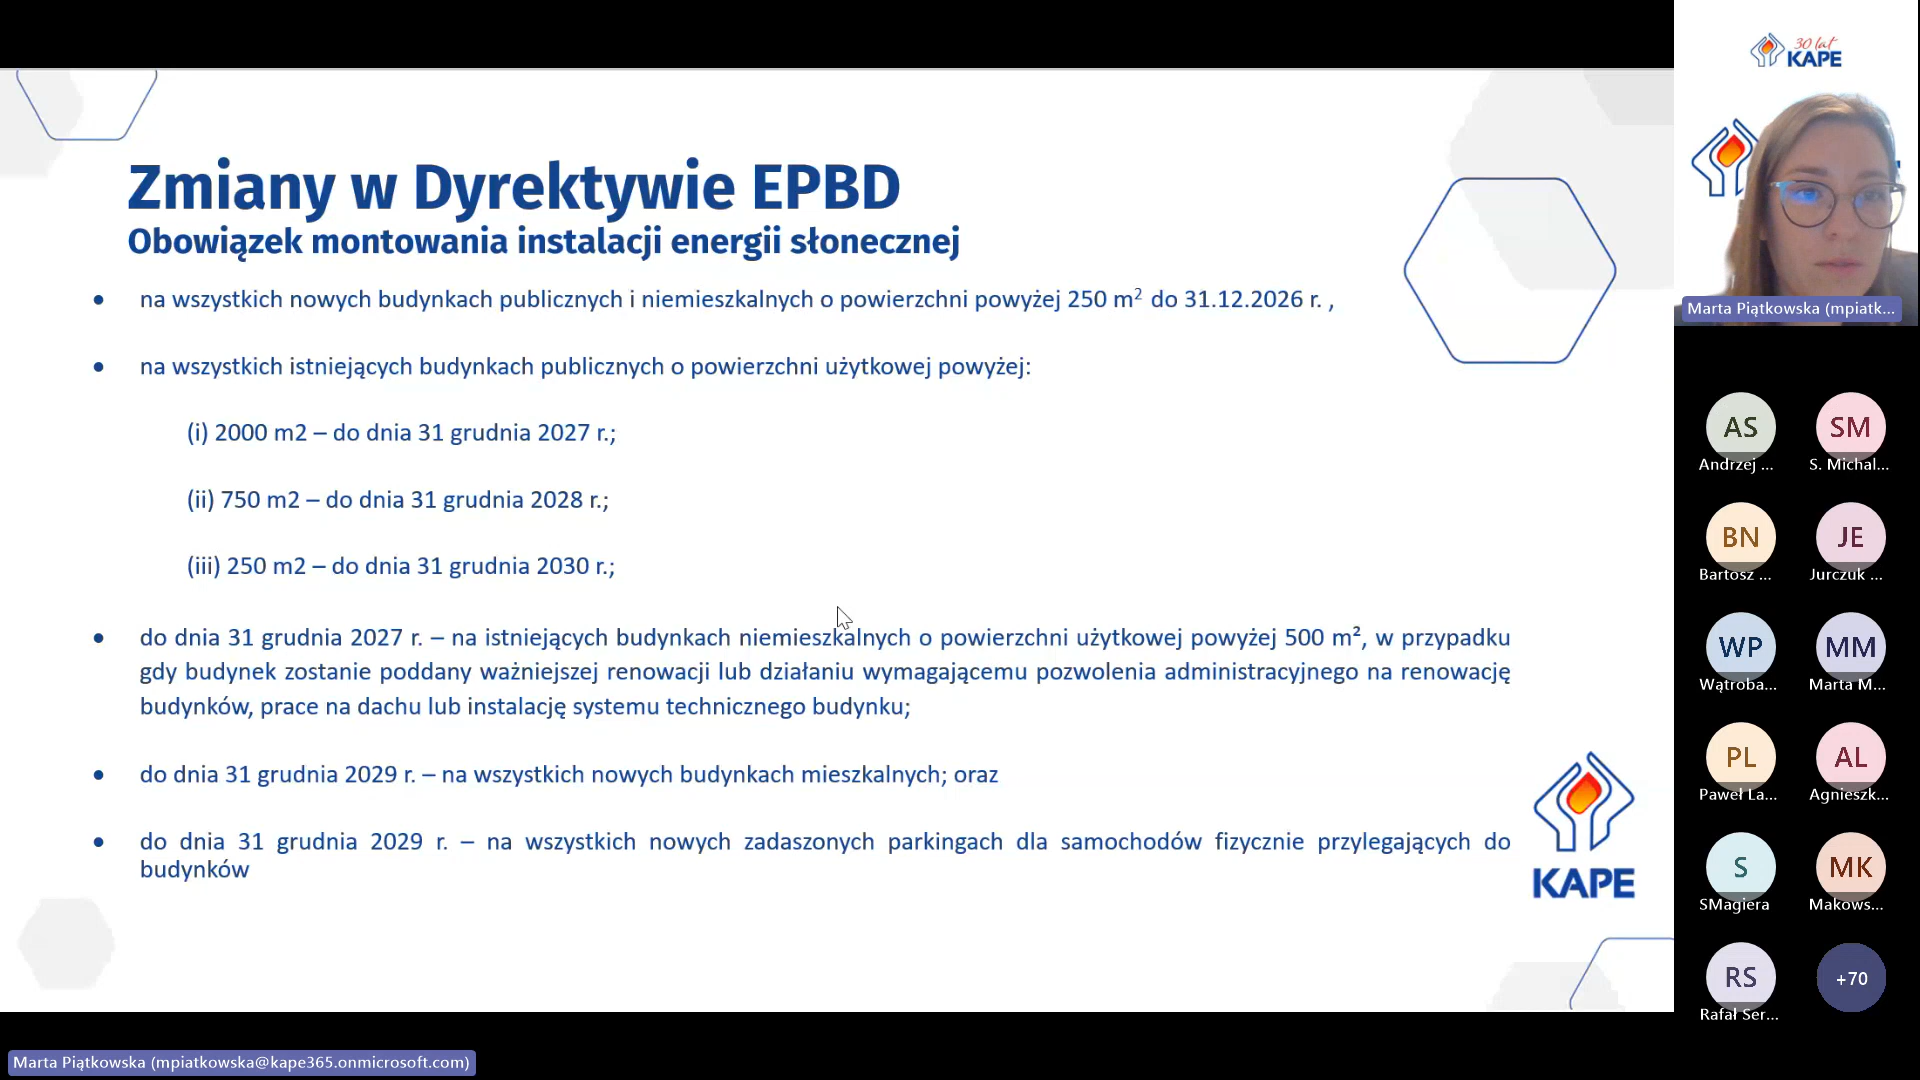 30 lat
KAPE
Zmiany w Dyrektywie EPBD
Obowiązek montowania instalacji energii słonecznej
• na wszystkich nowych budynkach publicznych i niemieszkalnych o powierzchni powyżej 250 m² do 31.12.2026 r. ,
• na wszystkich istniejących budynkach publicznych o powierzchni użytkowej powyżej:
(i) 2000 m2 – do dnia 31 grudnia 2027 r.;
(ii) 750 m2 – do dnia 31 grudnia 2028 r.;
(iii) 250 m2 – do dnia 31 grudnia 2030 r.;
• do dnia 31 grudnia 2027 r. – na istniejących budynkach niemieszkalnych o powierzchni użytkowej powyżej 500 m², w przypadku
gdy budynek zostanie poddany ważniejszej renowacji lub działaniu wymagającemu pozwolenia administracyjnego na renowację
budynków, prace na dachu lub instalację systemu technicznego budynku;
• do dnia 31 grudnia 2029 r. – na wszystkich nowych budynkach mieszkalnych; oraz
• do dnia 31 grudnia 2029 r. – na wszystkich nowych zadaszonych parkingach dla samochodów fizycznie przylegających do
budynków
KAPE
Marta Piątkowska (mpiatk...
AS
Andrzej ...
SM
S. Michal...
BN
Bartosz ...
JE
Jurczuk ...
WP
Wątroba...
MM
Marta M...
PL
Paweł La...
AL
Agnieszk...
S
SMagiera
MK
Makows...
RS
Rafał Ser...
+70
Marta Piątkowska (mpiatkowska@kape365.onmicrosoft.com)